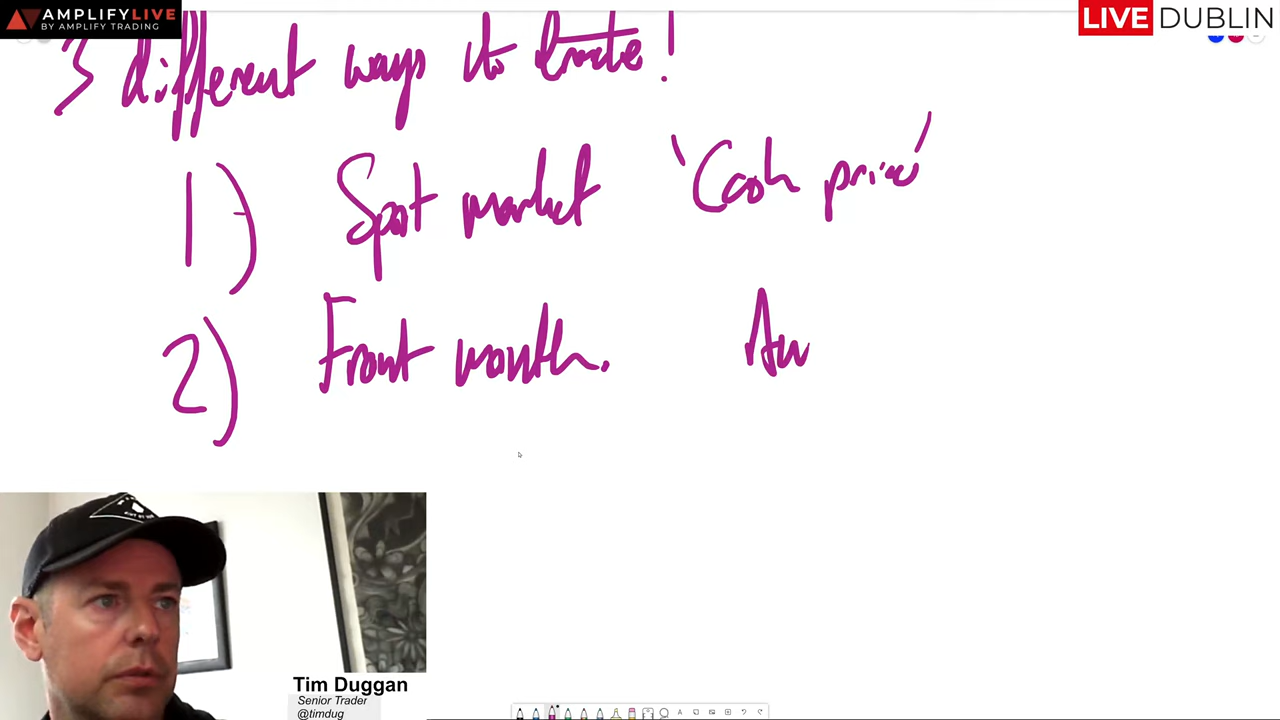 AMPLIFYLIVE
BY AMPLIFY TRADING
LIVE DUBLIN
3 different ways to trade!
1) Spot market 'Cash price'
2) Front month.
Tim Duggan
Senior Trader
@timdug